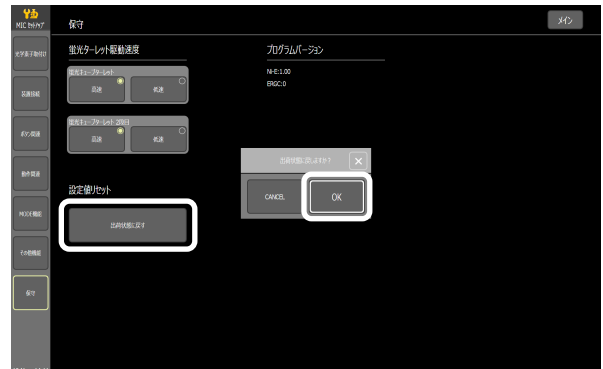 MIC セットアップ
保守
メイン
光学素子取付け
装置接続
ボタン関連
動作関連
MODE機能
その他機能
保守
蛍光ターレット駆動速度
蛍光キューブターレット
高速
低速
蛍光キューブターレット 2段目
高速
低速
設定値リセット
出荷状態に戻す
プログラムバージョン
Ni-E:1.00
ERGC:0
出荷状態に戻しますか?
CANCEL
OK